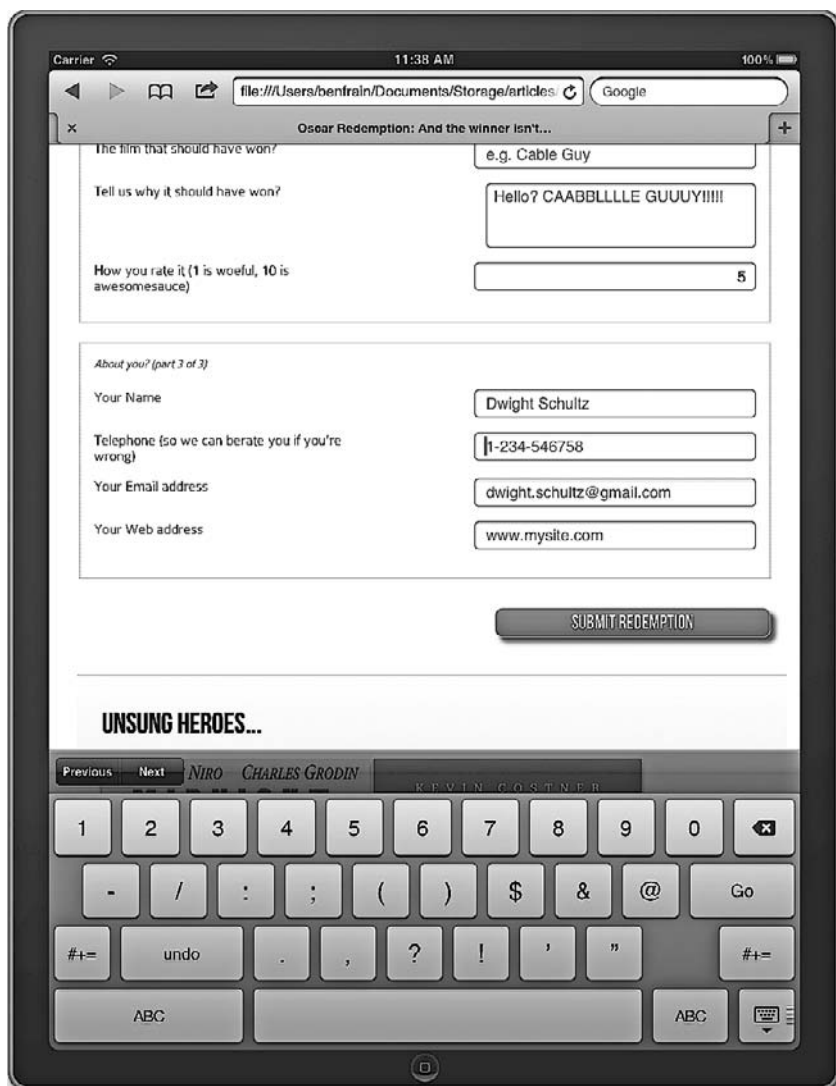 Carrier 11:38 AM 100%
file:///Users/benfrain/Documents/Storage/articles/ Google
× Oscar Redemption: And the winner isn't... +
The film that should have won? e.g. Cable Guy
Tell us why it should have won? Hello? CAABBLLLLE GUUUY!!!!!
How you rate it (1 is woeful, 10 is 5
awesomesauce)
About you? (part 3 of 3)
Your Name Dwight Schultz
Telephone (so we can berate you if you're 1-234-546758
wrong)
Your Email address dwight.schultz@gmail.com
Your Web address www.mysite.com
SUBMIT REDEMPTION
UNSUNG HEROES...
Previous Next NIRO CHARLES GRODIN
KEVIN COSTNER
1 2 3 4 5 6 7 8 9 0
- / : ; ( ) $ & @ Go
#+= undo . , ? ! ' " #+=
ABC ABC